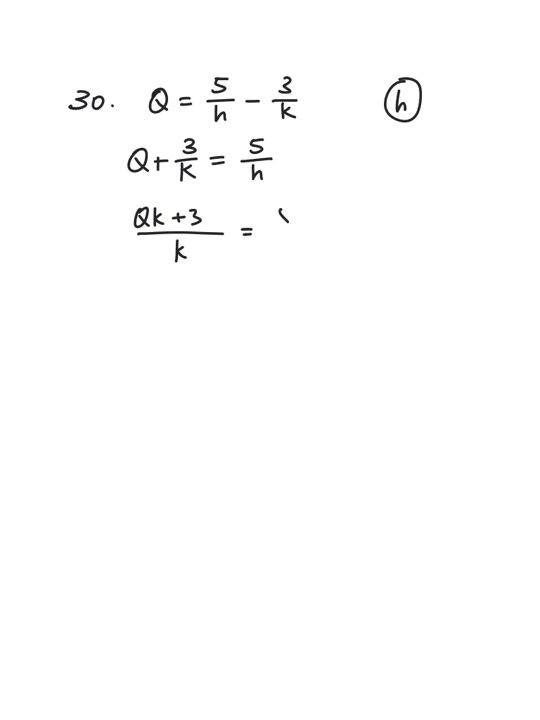 30. Q = 5/h - 3/k (h)
Q + 3/k = 5/h
(Qk + 3)/k =